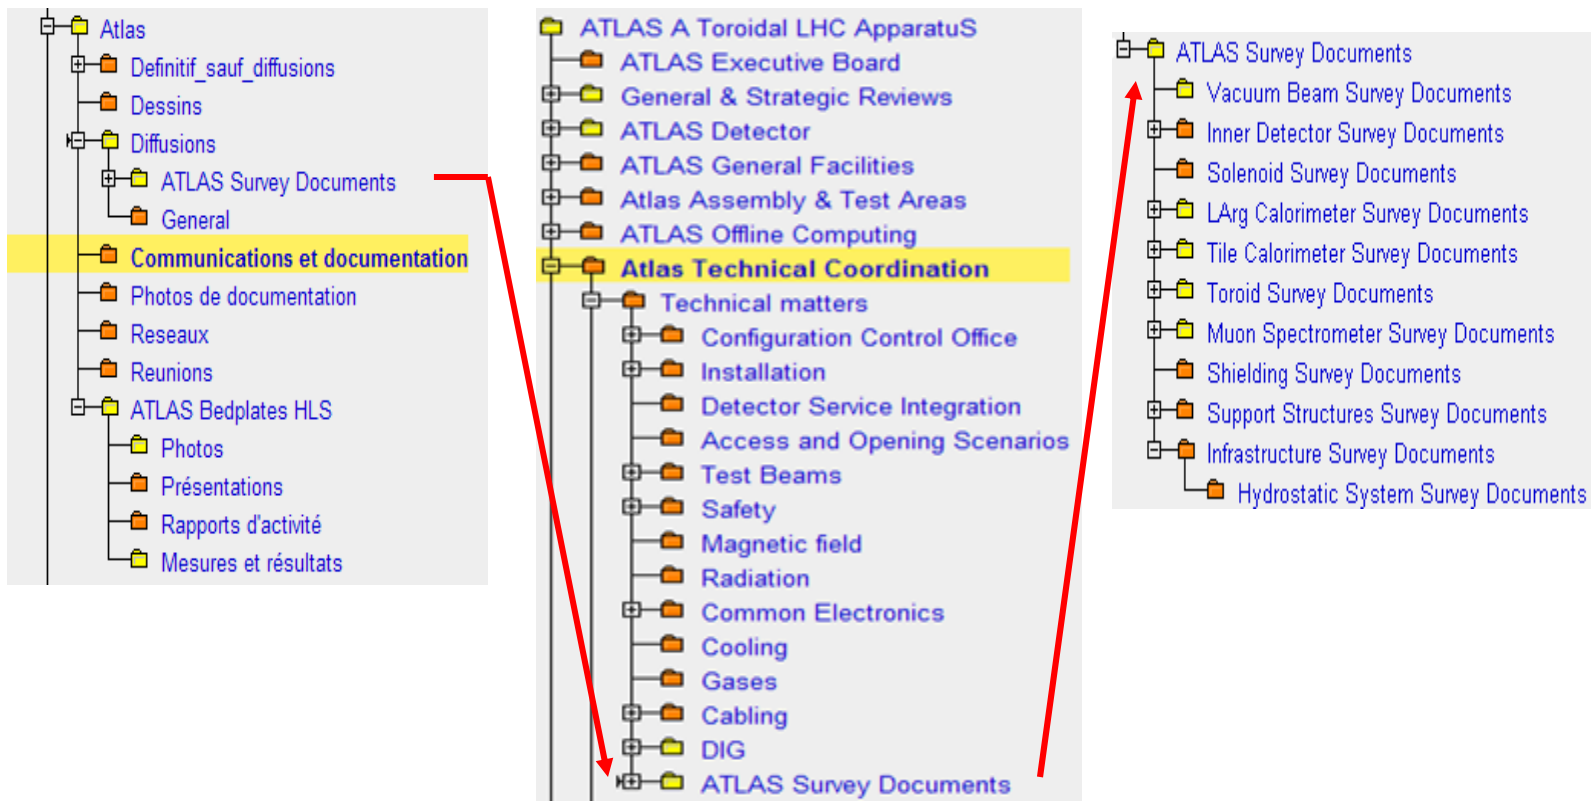 Atlas
Definitif_sauf_diffusions
Dessins
Diffusions
ATLAS Survey Documents
General
Communications et documentation
Photos de documentation
Reseaux
Reunions
ATLAS Bedplates HLS
Photos
Présentations
Rapports d'activité
Mesures et résultats
ATLAS A Toroidal LHC ApparatuS
ATLAS Executive Board
General & Strategic Reviews
ATLAS Detector
ATLAS General Facilities
Atlas Assembly & Test Areas
ATLAS Offline Computing
Atlas Technical Coordination
Technical matters
Configuration Control Office
Installation
Detector Service Integration
Access and Opening Scenarios
Test Beams
Safety
Magnetic field
Radiation
Common Electronics
Cooling
Gases
Cabling
DIG
ATLAS Survey Documents
ATLAS Survey Documents
Vacuum Beam Survey Documents
Inner Detector Survey Documents
Solenoid Survey Documents
LArg Calorimeter Survey Documents
Tile Calorimeter Survey Documents
Toroid Survey Documents
Muon Spectrometer Survey Documents
Shielding Survey Documents
Support Structures Survey Documents
Infrastructure Survey Documents
Hydrostatic System Survey Documents